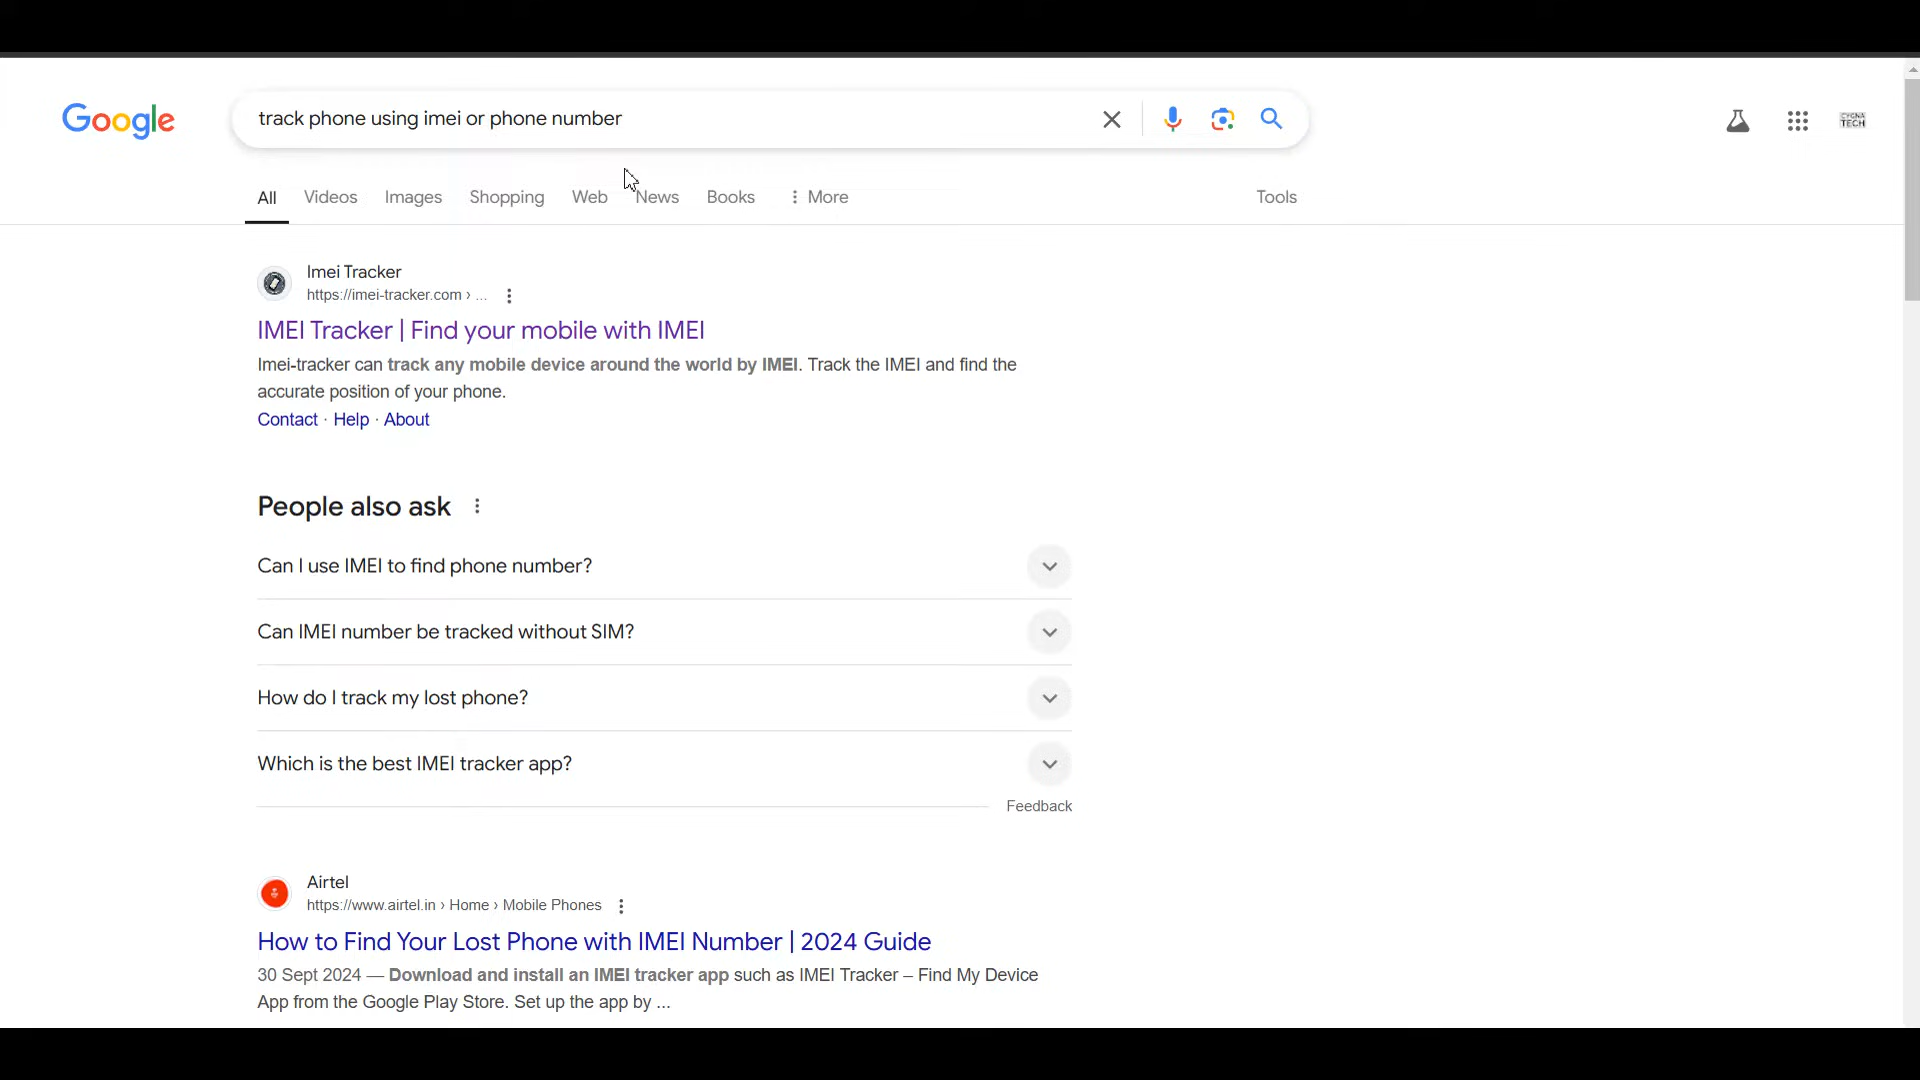 Google
track phone using imei or phone number
CYGNA
TECH
All
Videos
Images
Shopping
Web
News
Books
More
Tools
Imei Tracker
https://imei-tracker.com › ...
IMEI Tracker | Find your mobile with IMEI
Imei-tracker can track any mobile device around the world by IMEI. Track the IMEI and find the
accurate position of your phone.
Contact · Help · About
People also ask
Can I use IMEI to find phone number?
Can IMEI number be tracked without SIM?
How do I track my lost phone?
Which is the best IMEI tracker app?
Feedback
Airtel
https://www.airtel.in › Home › Mobile Phones
How to Find Your Lost Phone with IMEI Number | 2024 Guide
30 Sept 2024 — Download and install an IMEI tracker app such as IMEI Tracker – Find My Device
App from the Google Play Store. Set up the app by ...